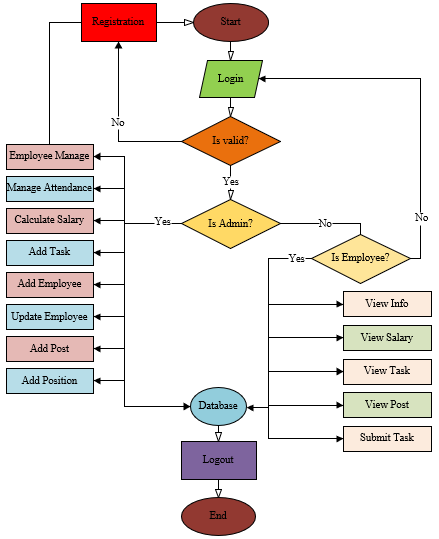 Registration
Start
Login
No
Is valid?
Yes
Employee Manage
Manage Attendance
Calculate Salary
Yes
Is Admin?
No
No
Add Task
Yes
Is Employee?
Add Employee
Update Employee
Add Post
Add Position
View Info
View Salary
View Task
View Post
Submit Task
Database
Logout
End